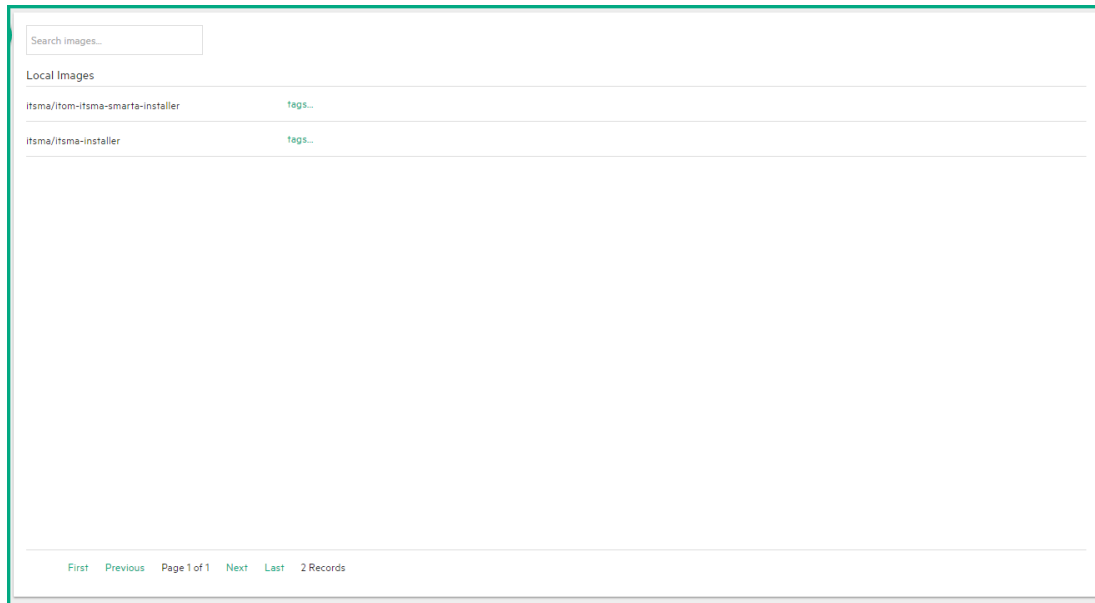 Search images...
Local Images
itsma/itom-itsma-smarta-installer tags...
itsma/itsma-installer tags...
First Previous Page 1 of 1 Next Last 2 Records